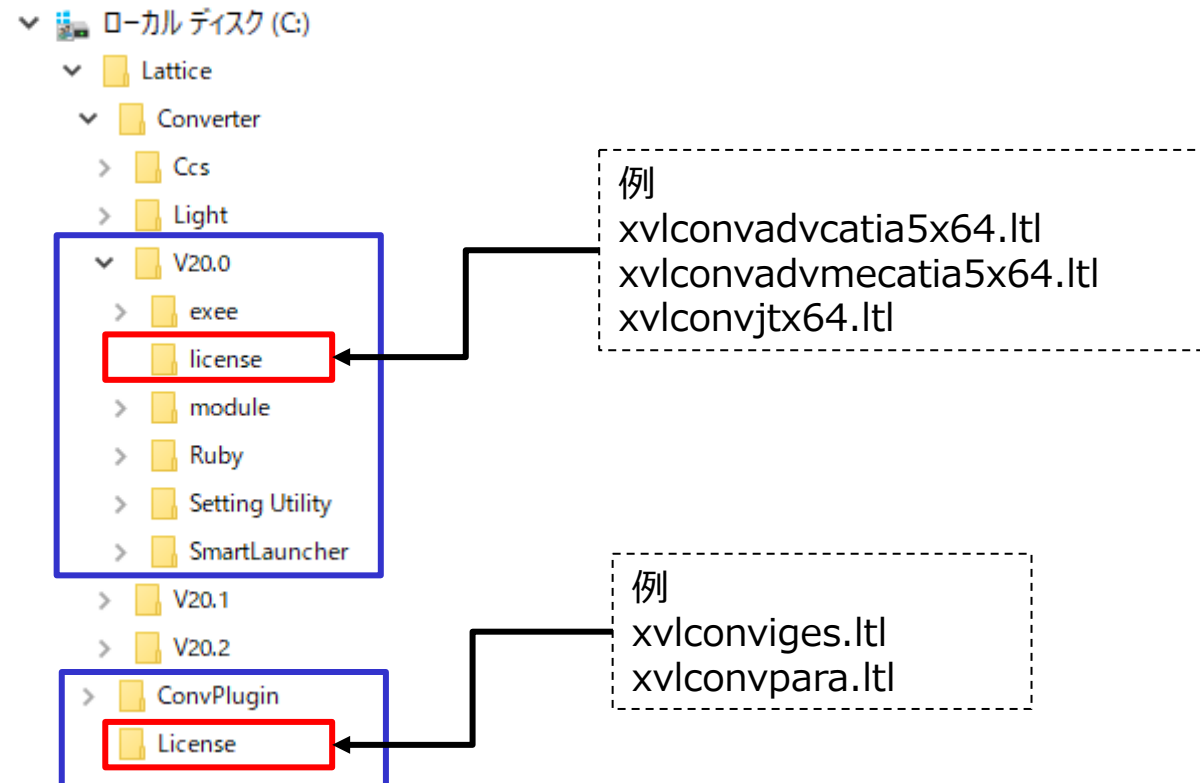 ローカル ディスク (C:)
Lattice
Converter
Ccs
Light
V20.0
exee
license
module
Ruby
Setting Utility
SmartLauncher
V20.1
V20.2
ConvPlugin
License
例
xvlconvadvcatia5x64.ltl
xvlconvadvmecatia5x64.ltl
xvlconvjtx64.ltl
例
xvlconviges.ltl
xvlconvpara.ltl